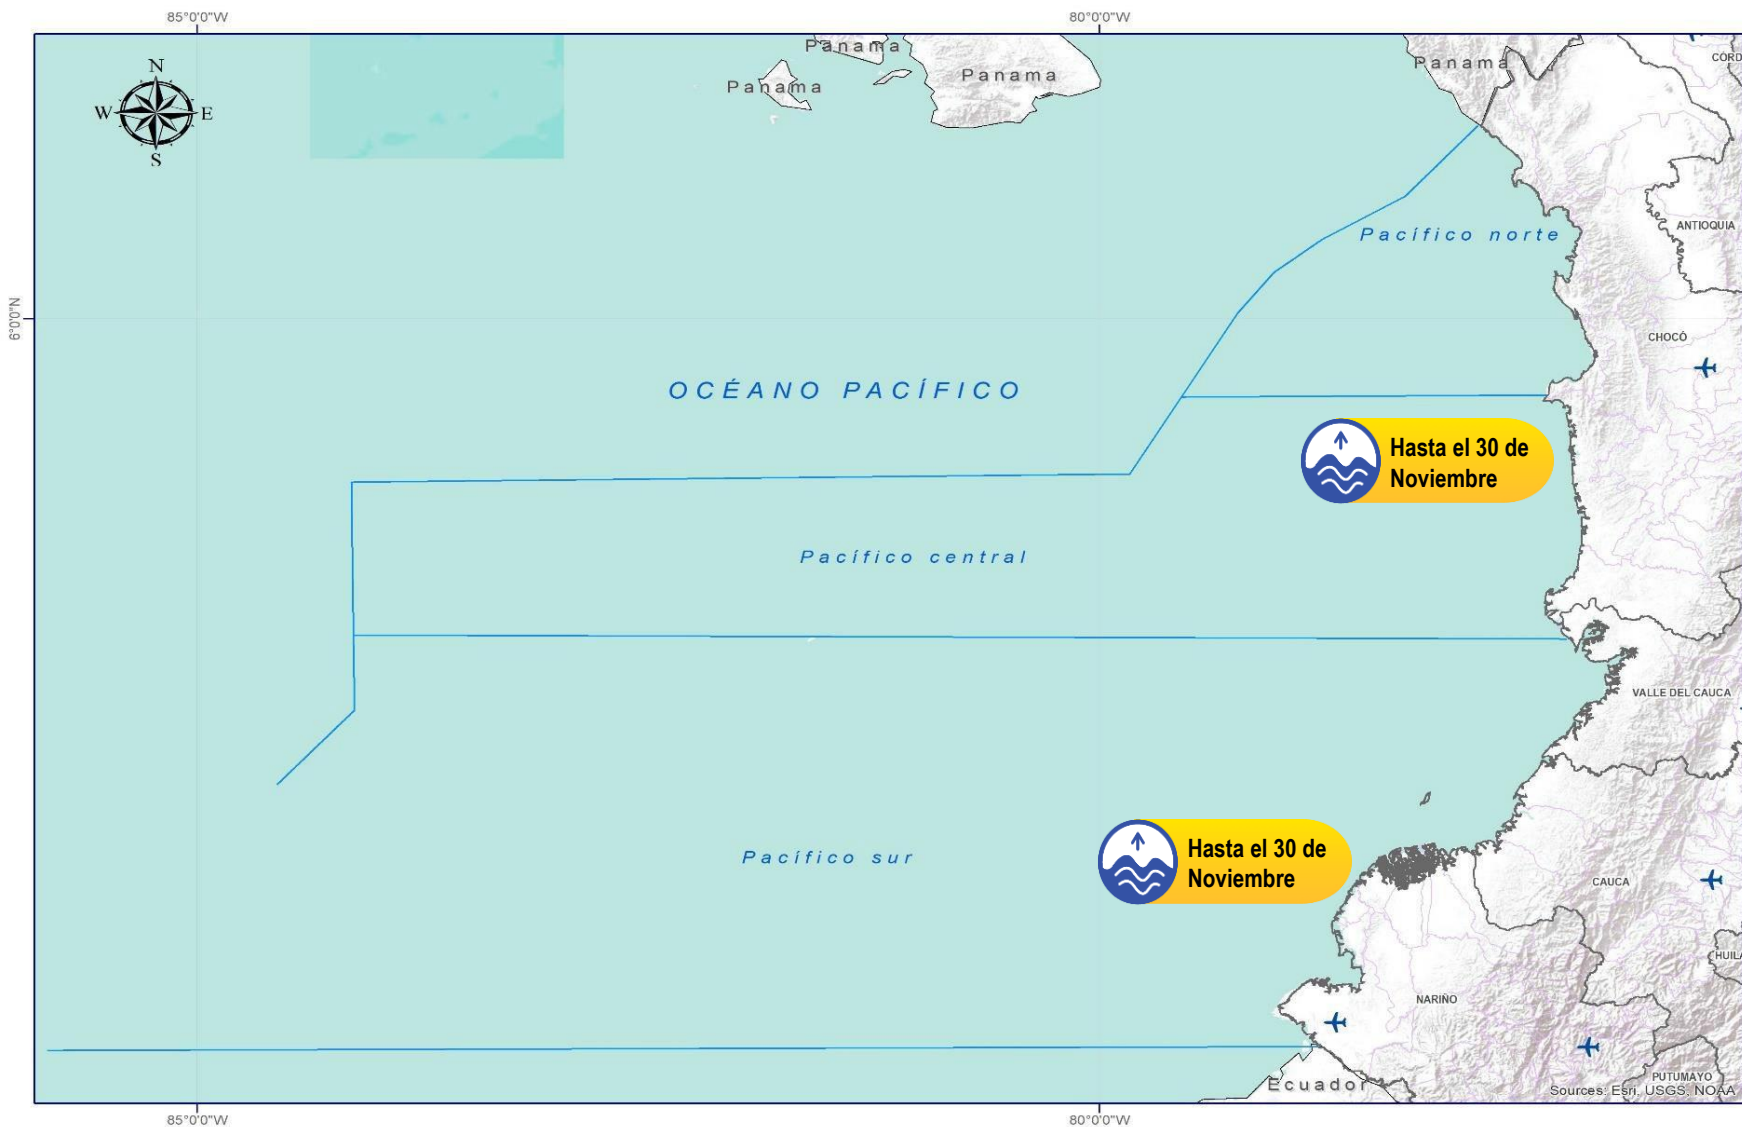 85°0'0"W
80°0'0"W
Panama
Panama
Panama
Panama
N
W
E
S
ANTIOQUIA
Pacífico norte
6°0'0"N
CHOCÓ
OCÉANO PACÍFICO
Hasta el 30 de
Noviembre
Pacífico central
VALLE DEL CAUCA
Hasta el 30 de
Noviembre
Pacífico sur
CAUCA
HUILA
NARIÑO
PUTUMAYO
Ecuador
Sources: Esri, USGS, NOAA
85°0'0"W
80°0'0"W